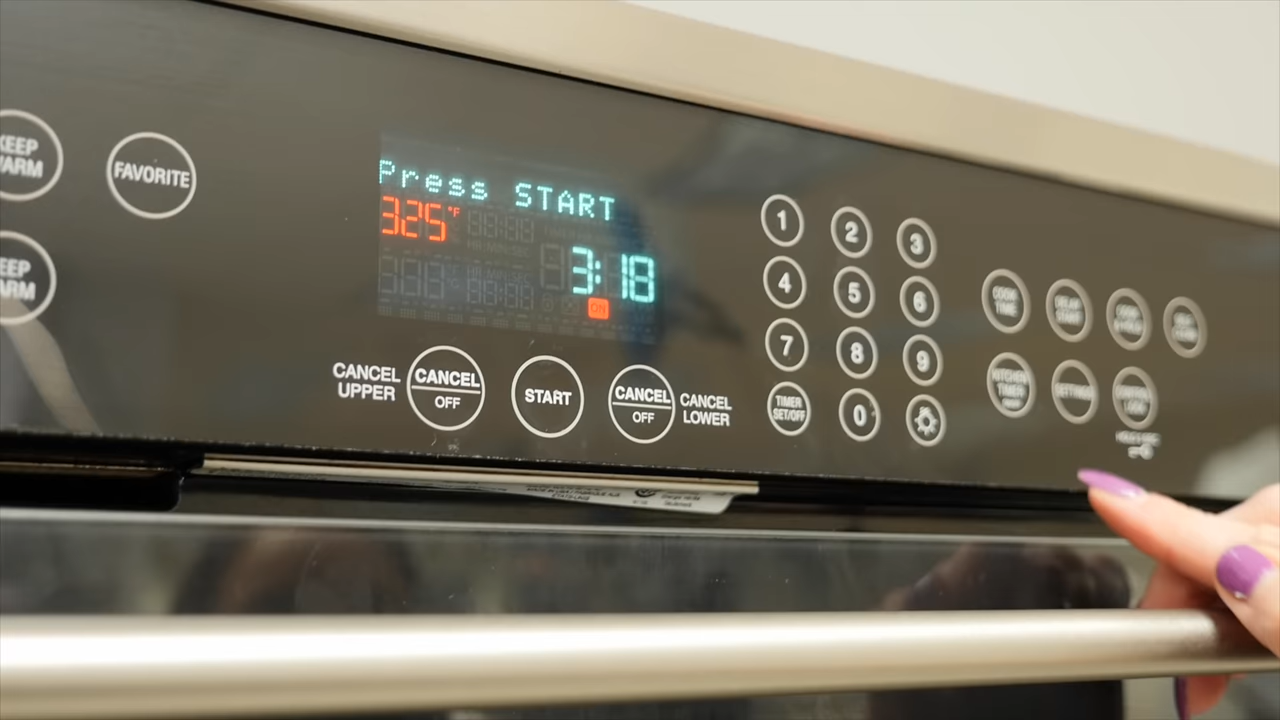 KEEP
WARM
FAVORITE
KEEP
WARM
Press START
325°F
3:18
ON
CANCEL
UPPER
CANCEL
OFF
START
CANCEL
OFF
CANCEL
LOWER
1 2 3
4 5 6
7 8 9
TIMER
SET/OFF
0
COOK
TIME
DELAY
START
KITCHEN
TIMER
SETTINGS